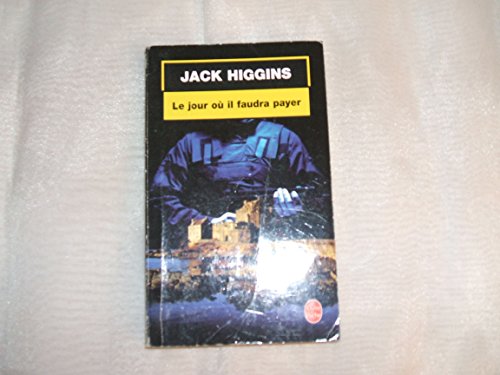 JACK HIGGINS
Le jour où il faudra payer